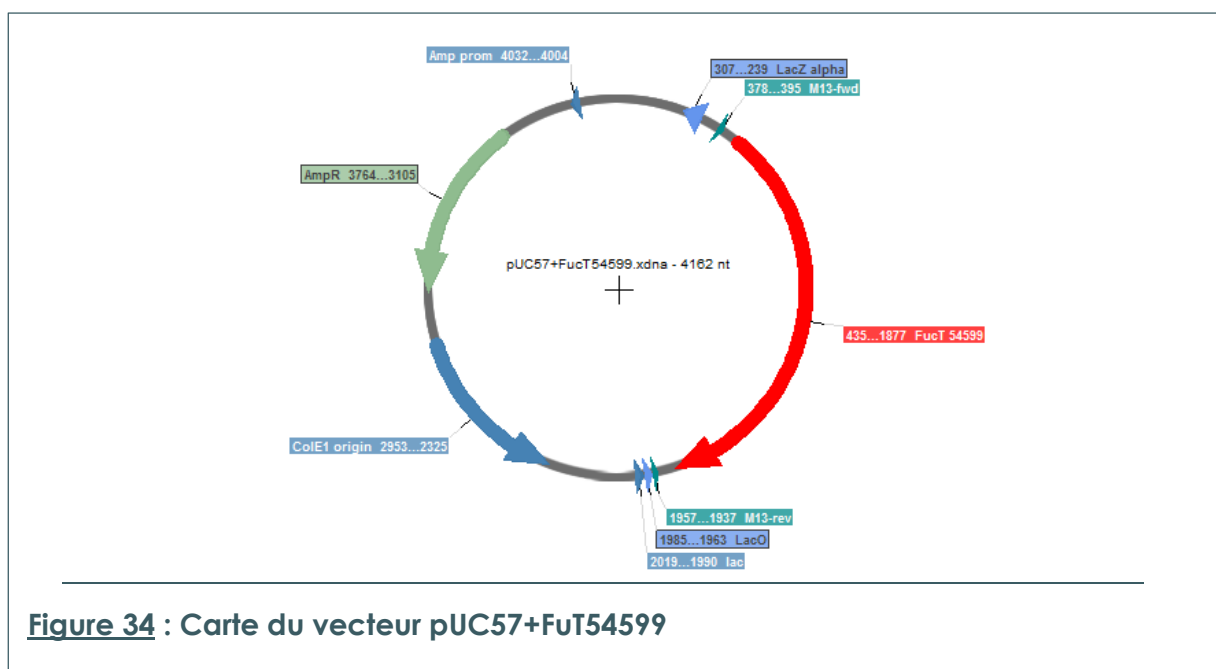 Amp prom 4032...4004
307...239 LacZ alpha
378...395 M13-fwd
AmpR 3764...3105
pUC57+FucT54599.xdna - 4162 nt
435...1877 FucT 54599
ColE1 origin 2953...2325
1957...1937 M13-rev
1985...1963 LacO
2019...1990 lac
Figure 34 : Carte du vecteur pUC57+FuT54599